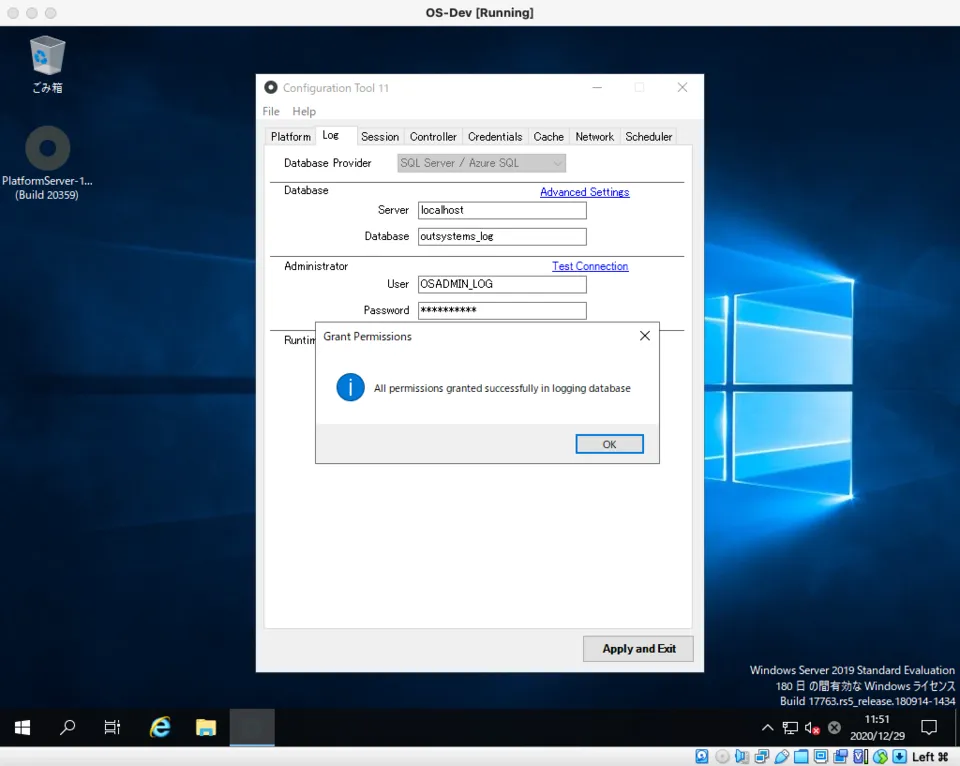 OS-Dev [Running]
ごみ箱
PlatformServer-1...
(Build 20359)
Configuration Tool 11
File Help
Platform Log Session Controller Credentials Cache Network Scheduler
Database Provider SQL Server / Azure SQL
Database Advanced Settings
Server localhost
Database outsystems_log
Administrator Test Connection
User OSADMIN_LOG
Password **********
Grant Permissions
All permissions granted successfully in logging database
OK
Apply and Exit
Windows Server 2019 Standard Evaluation
180 日 の間有効な Windows ライセンス
Build 17763.rs5_release.180914-1434
11:51
2020/12/29
Left ⌘